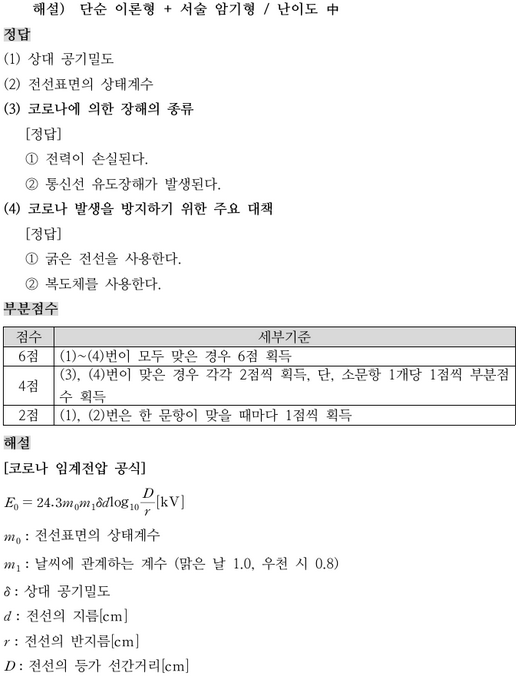 해설) 단순 이론형 + 서술 암기형 / 난이도 中
정답
(1) 상대 공기밀도
(2) 전선표면의 상태계수
(3) 코로나에 의한 장해의 종류
[정답]
① 전력이 손실된다.
② 통신선 유도장해가 발생된다.
(4) 코로나 발생을 방지하기 위한 주요 대책
[정답]
① 굵은 전선을 사용한다.
② 복도체를 사용한다.
부분점수
점수 세부기준
6점 (1)~(4)번이 모두 맞은 경우 6점 획득
4점 (3), (4)번이 맞은 경우 각각 2점씩 획득, 단, 소문항 1개당 1점씩 부분점
수 획득
2점 (1), (2)번은 한 문항이 맞을 때마다 1점씩 획득
해설
[코로나 임계전압 공식]
E₀ = 24.3m₀m₁δdlog₁₀ D/r [kV]
m₀ : 전선표면의 상태계수
m₁ : 날씨에 관계하는 계수 (맑은 날 1.0, 우천 시 0.8)
δ : 상대 공기밀도
d : 전선의 지름[cm]
r : 전선의 반지름[cm]
D : 전선의 등가 선간거리[cm]